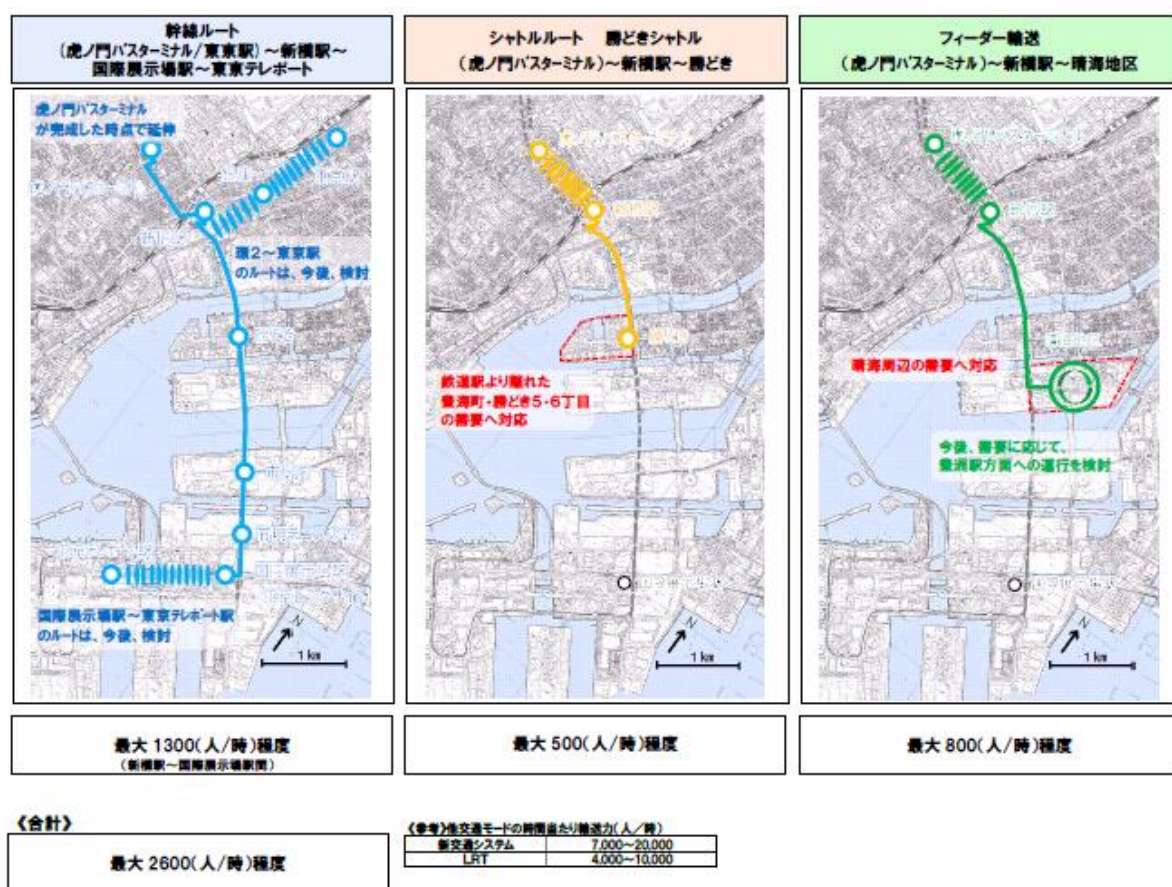 幹線ルート
(虎ノ門バスターミナル/東京駅)～新橋駅～
国際展示場駅～東京テレポート
シャトルルート　勝どきシャトル
(虎ノ門バスターミナル)～新橋駅～勝どき
フィーダー輸送
(虎ノ門バスターミナル)～新橋駅～晴海地区
虎ノ門バスターミナル
が完成した時点で延伸
環2～東京駅
のルートは、今後、検討
国際展示場駅～東京テレポート駅
のルートは、今後、検討
N
1 km
鉄道駅より離れた
豊海町・勝どき5・6丁目
の需要へ対応
N
1 km
晴海周辺の需要へ対応
今後、需要に応じて、
豊洲駅方面への運行を検討
N
1 km
最大 1300(人/時)程度
(新橋駅～国際展示場駅間)
最大 500(人/時)程度
最大 800(人/時)程度
《合計》
最大 2600(人/時)程度
《参考》他交通モードの時間当たり輸送力(人/時)
新交通システム 7,000～20,000
LRT 4,000～10,000